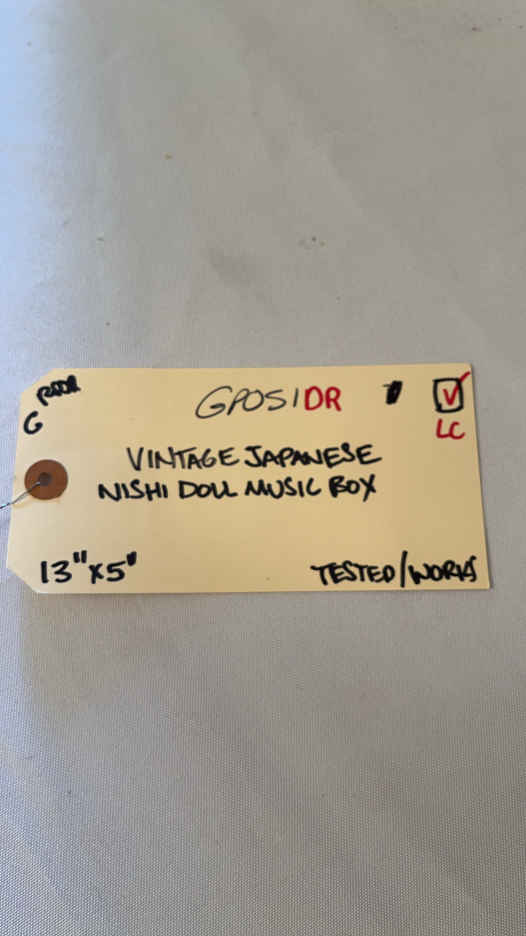 G
GPOSIDR
V
LC
VINTAGE JAPANESE
NISHI DOLL MUSIC BOX
13"x5"
TESTED/WORKS